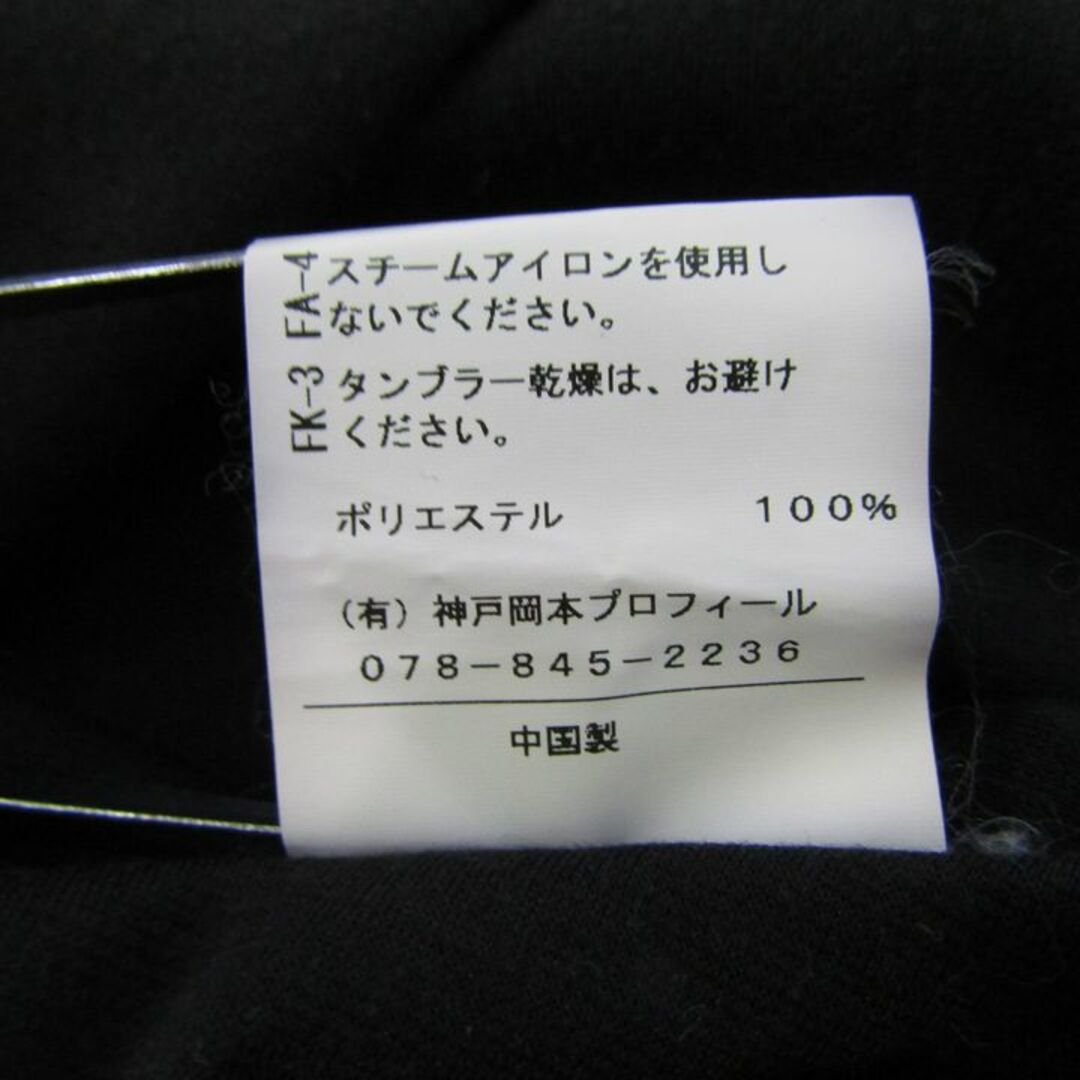 FA-4 スチームアイロンを使用し
ないでください。
FK-3 タンブラー乾燥は、お避け
ください。
ポリエステル 100%
(有)神戸岡本プロフィール
078-845-2236
中国製